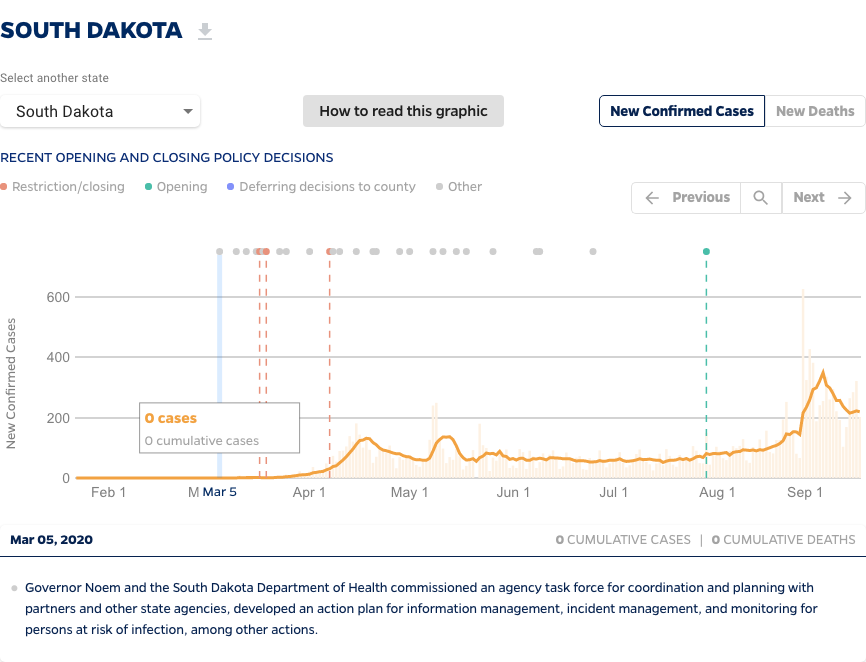 SOUTH DAKOTA
Select another state
South Dakota
How to read this graphic
New Confirmed Cases
New Deaths
RECENT OPENING AND CLOSING POLICY DECISIONS
Restriction/closing
Opening
Deferring decisions to county
Other
Previous
Next
New Confirmed Cases
600
400
200
0
0 cases
0 cumulative cases
Feb 1
M
Mar 5
Apr 1
May 1
Jun 1
Jul 1
Aug 1
Sep 1
Mar 05, 2020
0 CUMULATIVE CASES | 0 CUMULATIVE DEATHS
Governor Noem and the South Dakota Department of Health commissioned an agency task force for coordination and planning with
partners and other state agencies, developed an action plan for information management, incident management, and monitoring for
persons at risk of infection, among other actions.